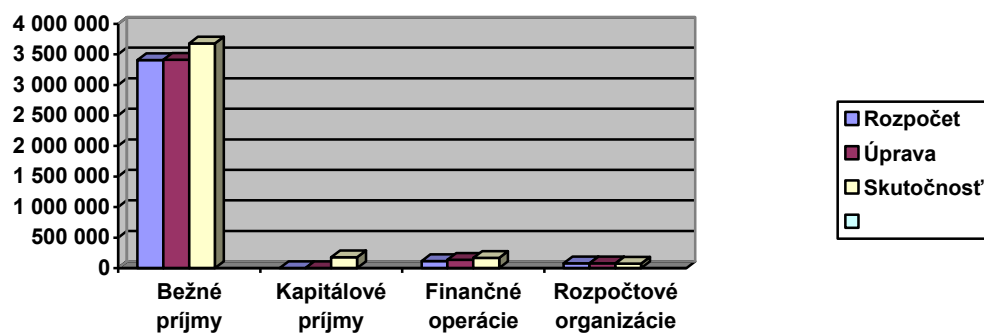 4 000 000
3 500 000
3 000 000
2 500 000
2 000 000
1 500 000
1 000 000
500 000
0
Bežné
príjmy
Kapitálové
príjmy
Finančné
operácie
Rozpočtové
organizácie
Rozpočet
Úprava
Skutočnosť